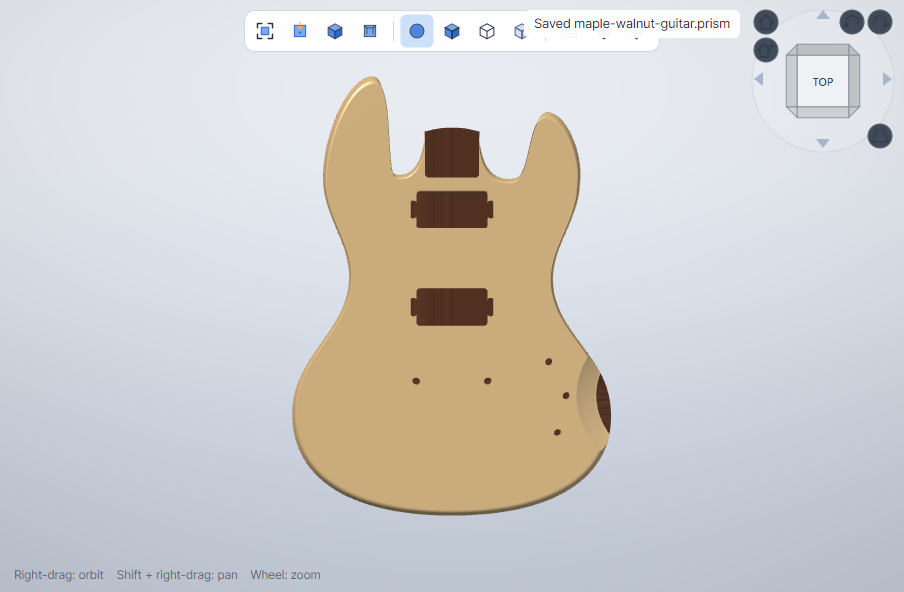 Saved maple-walnut-guitar.prism
TOP
Right-drag: orbit Shift + right-drag: pan Wheel: zoom